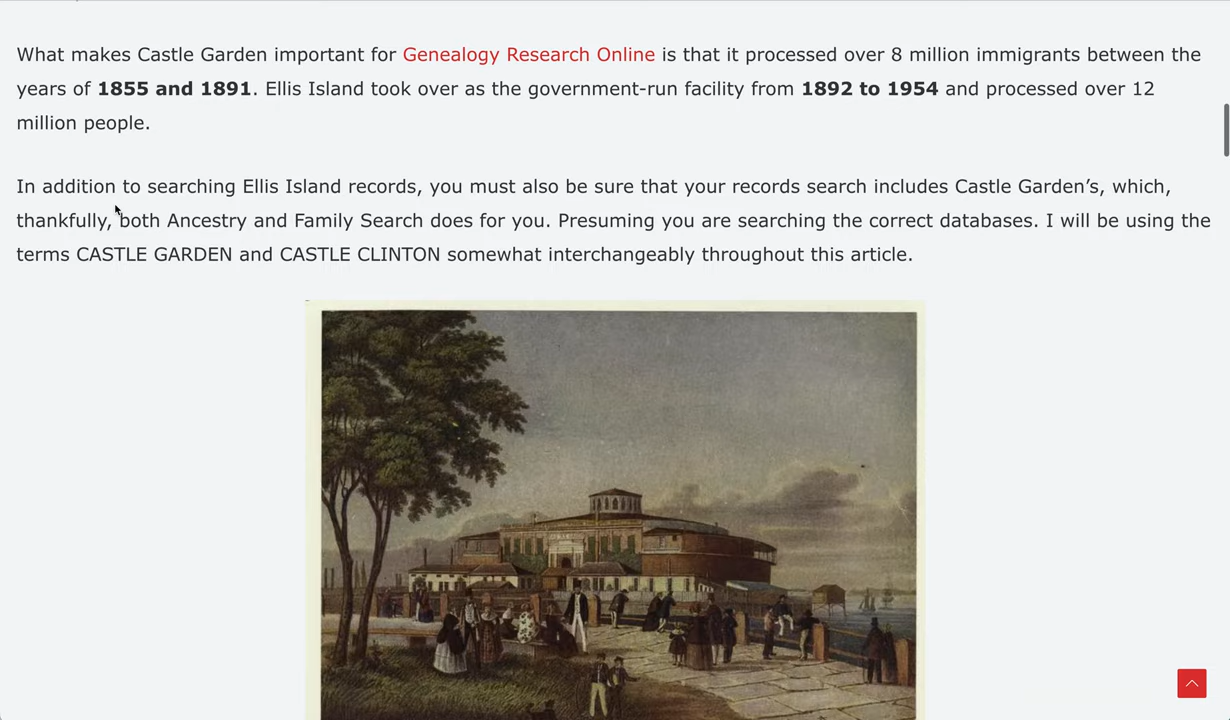 What makes Castle Garden important for Genealogy Research Online is that it processed over 8 million immigrants between the
years of 1855 and 1891. Ellis Island took over as the government-run facility from 1892 to 1954 and processed over 12
million people.
In addition to searching Ellis Island records, you must also be sure that your records search includes Castle Garden’s, which,
thankfully, both Ancestry and Family Search does for you. Presuming you are searching the correct databases. I will be using the
terms CASTLE GARDEN and CASTLE CLINTON somewhat interchangeably throughout this article.